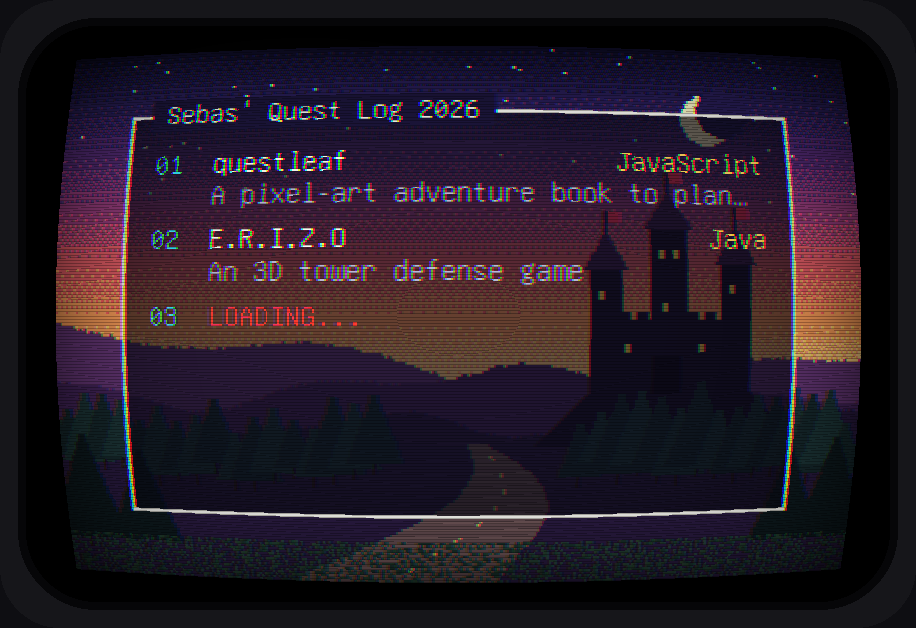 Sebas' Quest Log 2026
01 questleaf JavaScript
A pixel-art adventure book to plan…
02 E.R.I.Z.O Java
An 3D tower defense game
03 LOADING...